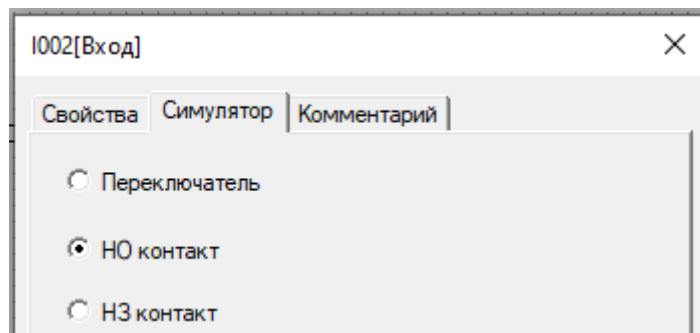 I002[Вход]
Свойства Симулятор Комментарий
Переключатель
НО контакт
НЗ контакт